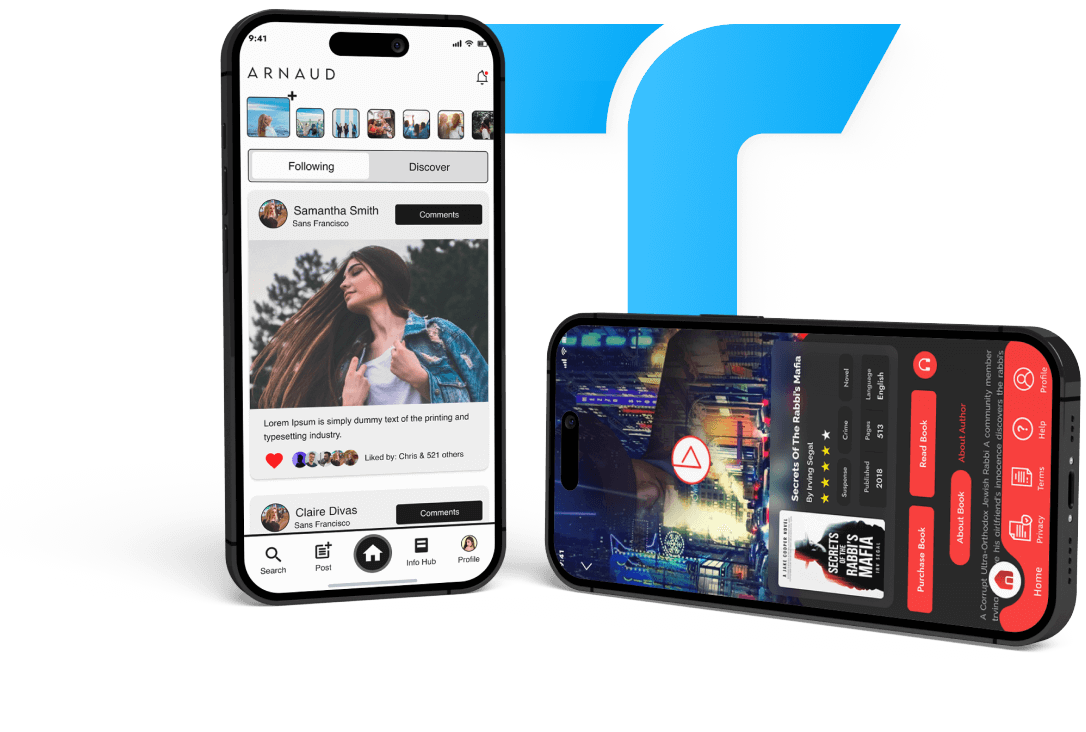 9:41
ARNAUD
Following
Discover
Samantha Smith
Sans Francisco
Comments
Lorem Ipsum is simply dummy text of the printing and
typesetting industry.
Liked by: Chris & 521 others
Claire Divas
Sans Francisco
Comments
Search
Post
Info Hub
Profile
9:41
A JAKE COOPER NOVEL
SECRETS
OF THE
RABBI'S
MAFIA
IRV SEGAL
Secrets Of The Rabbi's Mafia
By Irving Segal
Suspense
Crime
Novel
Published
2018
Pages
513
Language
English
Purchase Book
Read Book
About Book
About Author
A Corrupt Ultra-Orthodox Jewish Rabbi A community member
his girlfriend's innocence discovers the rabbi's
Home
Privacy
Terms
Help
Profile